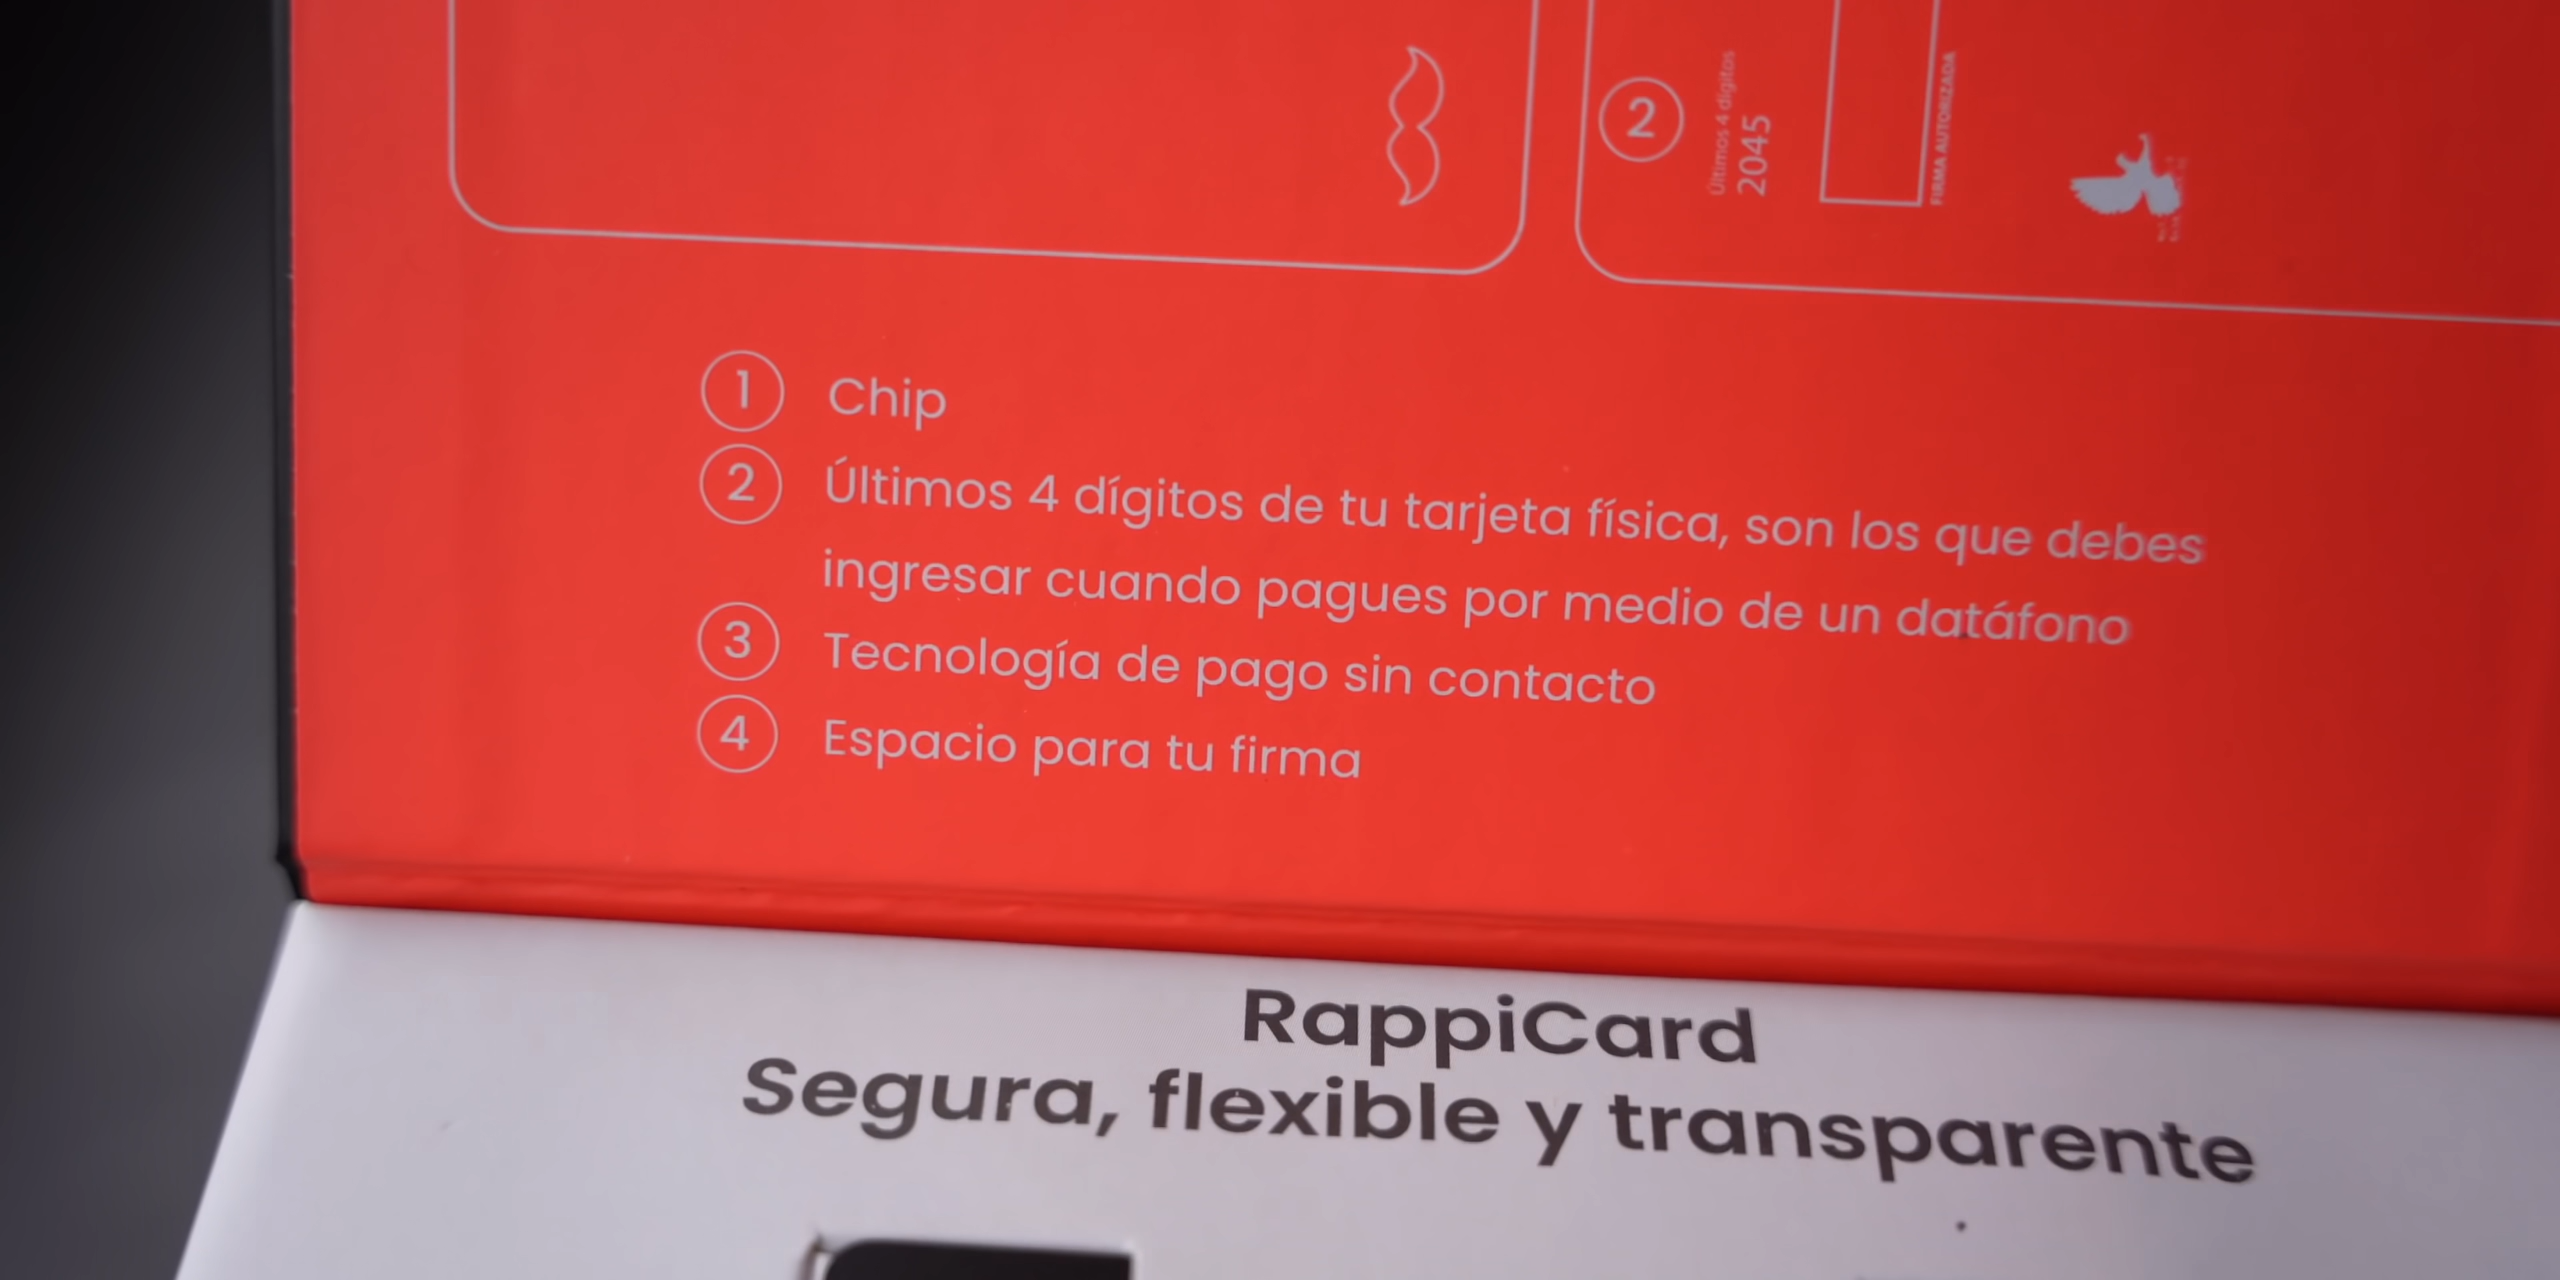 2
Últimos 4 dígitos
2045
FIRMA AUTORIZADA
1 Chip
2 Últimos 4 dígitos de tu tarjeta física, son los que debes
ingresar cuando pagues por medio de un datáfono
3 Tecnología de pago sin contacto
4 Espacio para tu firma
RappiCard
Segura, flexible y transparente